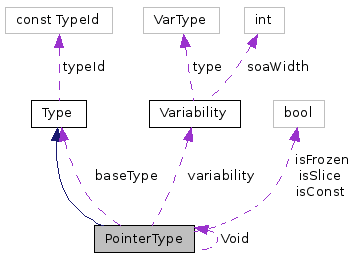 const TypeId
VarType
int
typeId
type
soaWidth
Type
Variability
bool
baseType
variability
isFrozen
isSlice
isConst
PointerType
Void